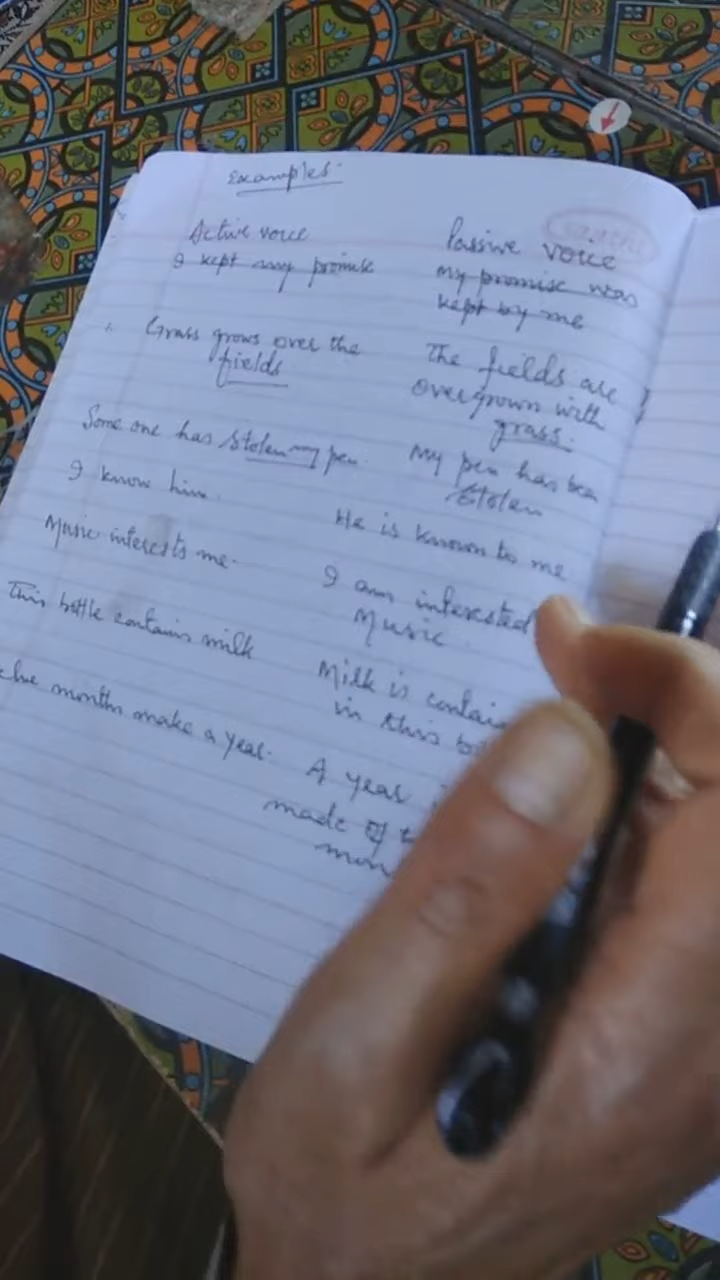 Examples:
Active voice
Passive voice
I kept my promise
my promise was
kept by me
1. Grass grows over the
fields
The fields are
overgrown with
grass.
Some one has stolen my pen.
My pen has been
stolen
I know him.
He is known to me
Music interests me.
I am interested
Music.
This bottle contains milk
Milk is
in this
months make a year.
A year
made of